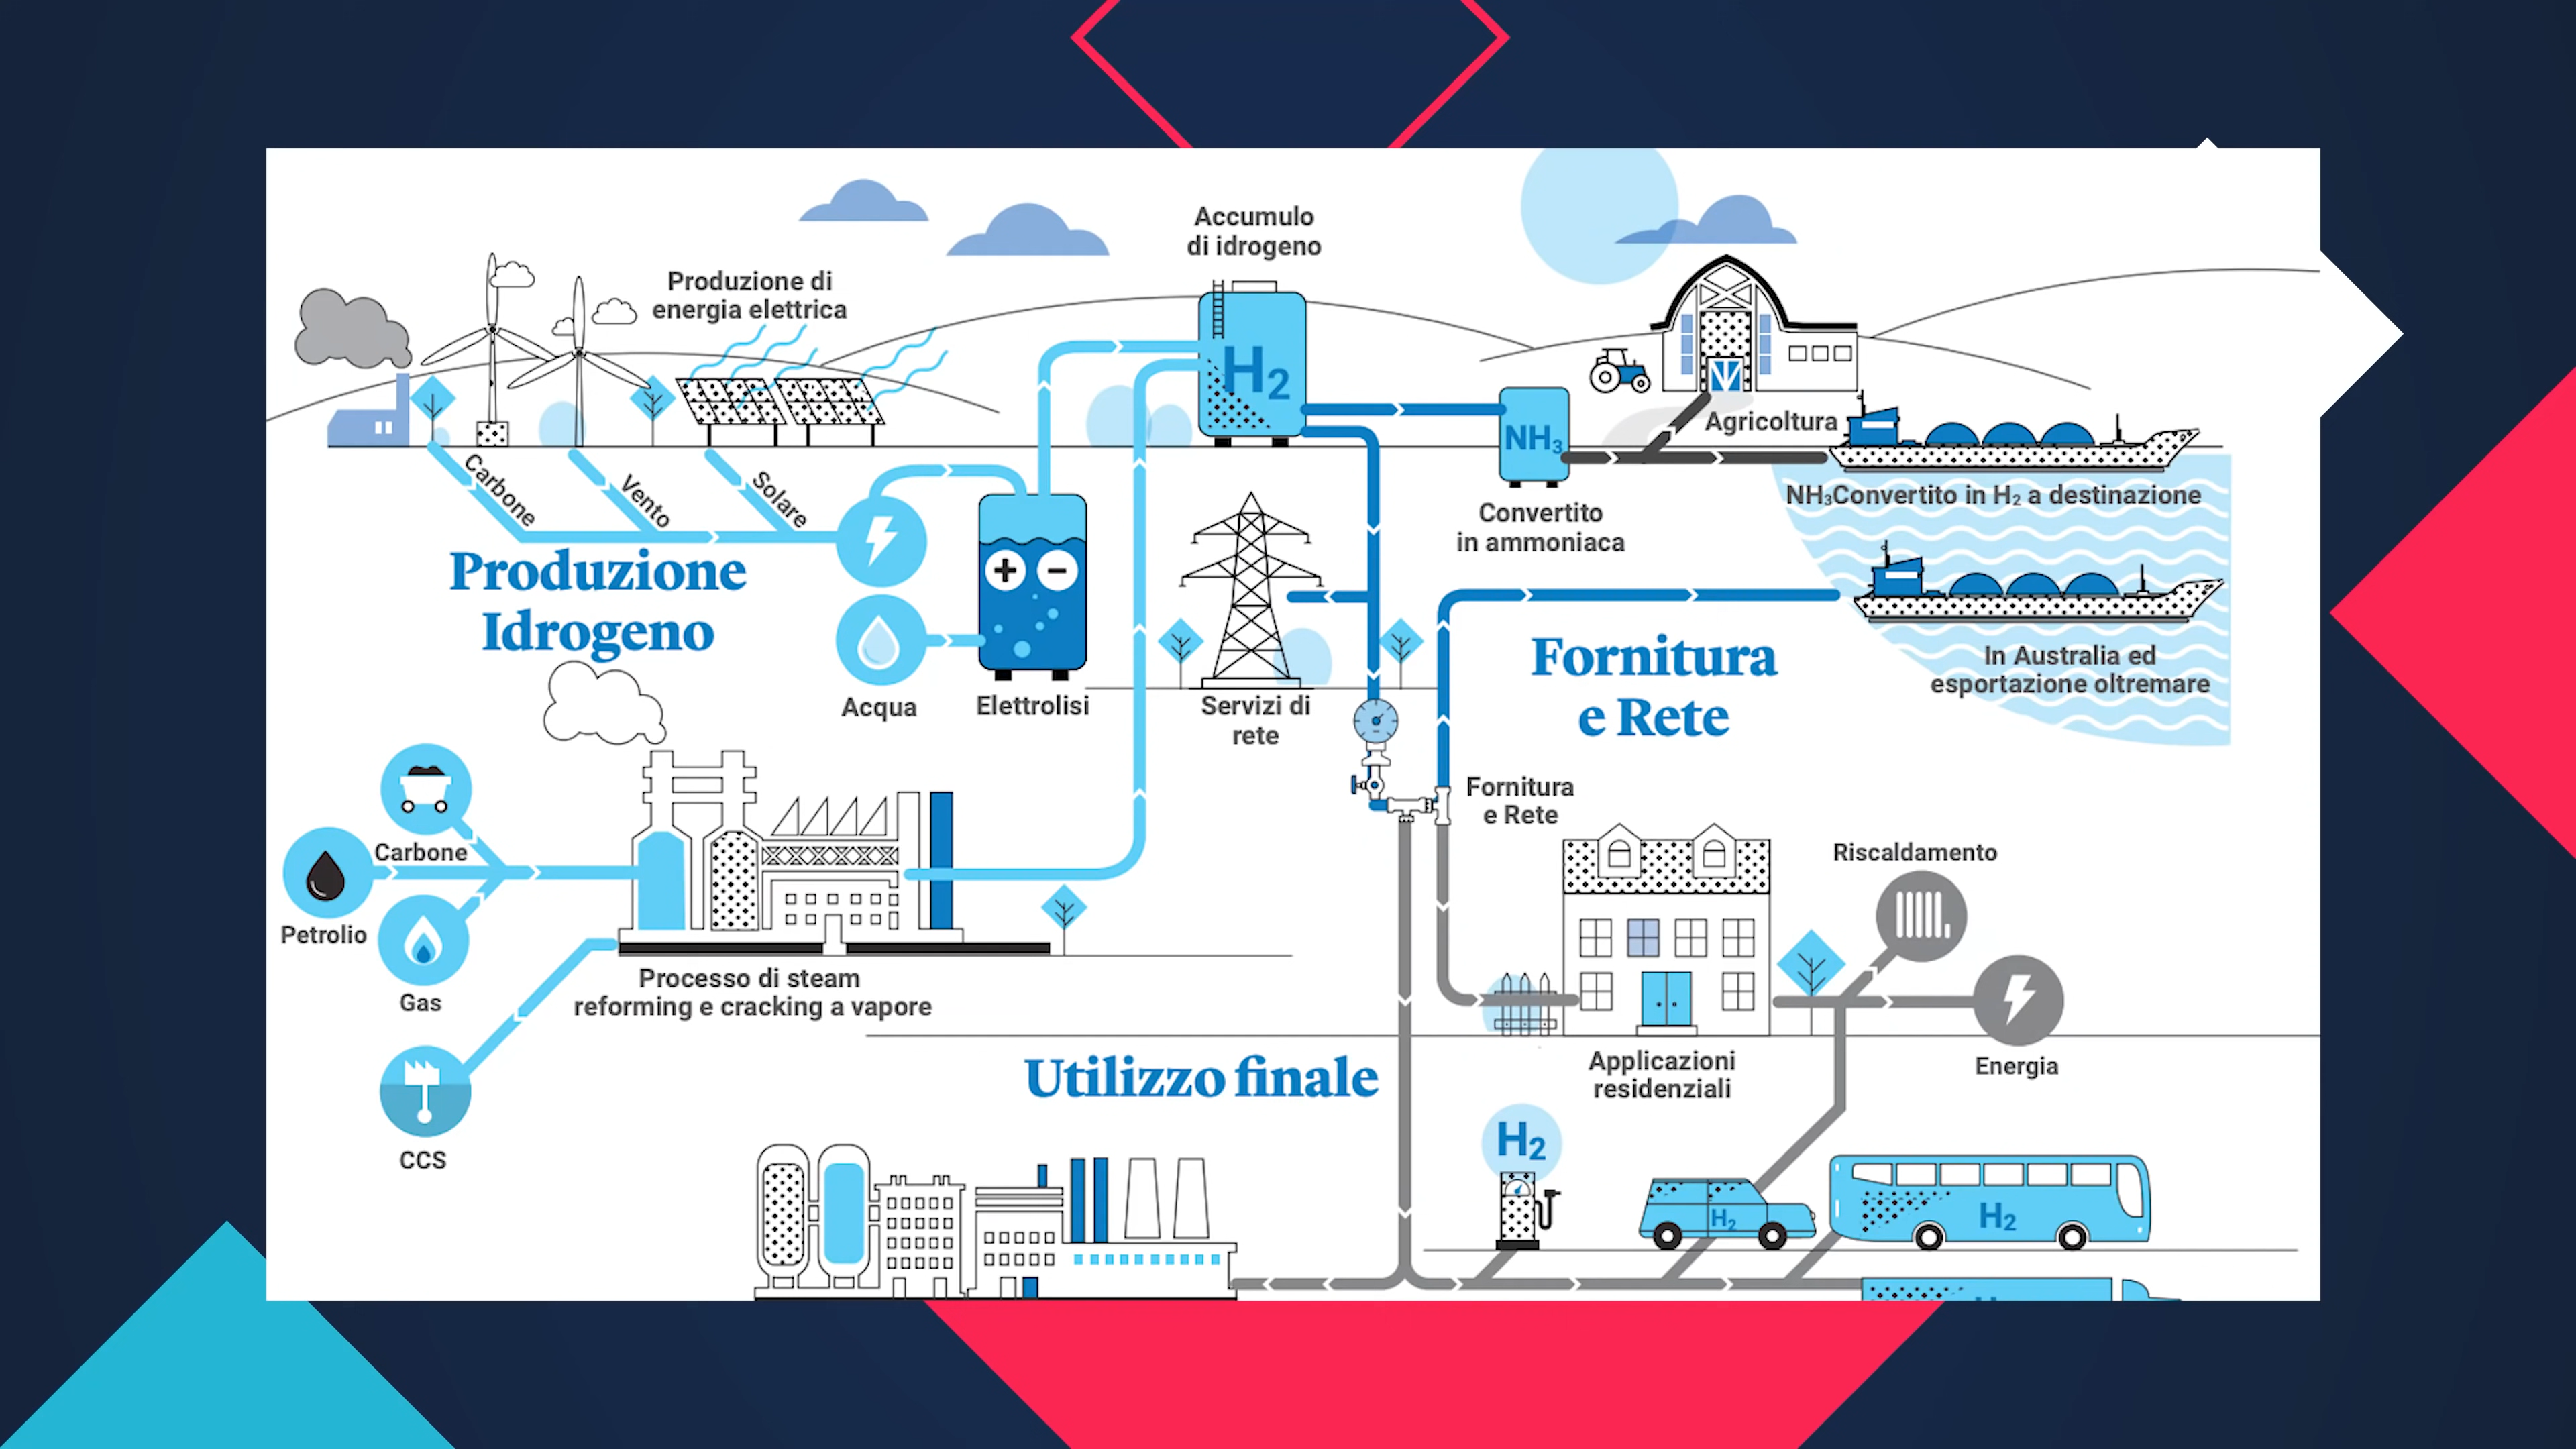 Accumulo
di idrogeno
Produzione di
energia elettrica
H₂
NH₃
Agricoltura
Carbone
Vento
Solare
NH₃Convertito in H₂ a destinazione
Convertito
in ammoniaca
Produzione
Idrogeno
+ −
Acqua
Elettrolisi
Servizi di
rete
Fornitura
e Rete
In Australia ed
esportazione oltremare
Fornitura
e Rete
Carbone
Petrolio
Gas
CCS
Processo di steam
reforming e cracking a vapore
Riscaldamento
Energia
Applicazioni
residenziali
Utilizzo finale
H₂
H₂
H₂